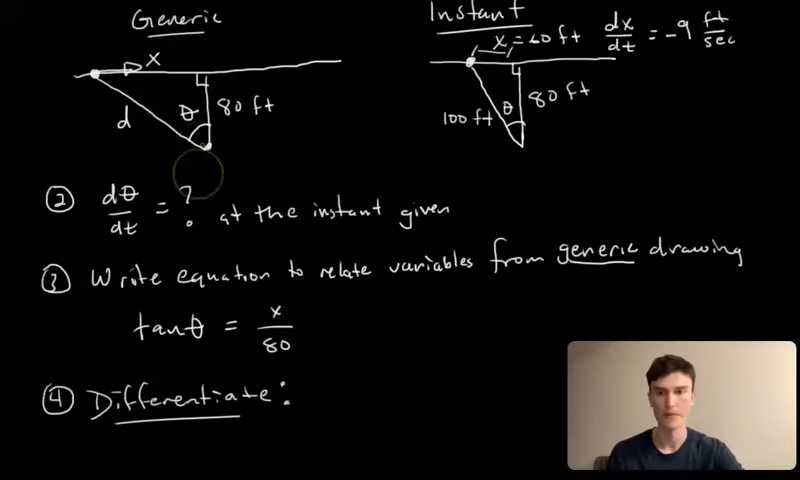 Generic
Instant
x
x = 60 ft
dx/dt = -9 ft/sec
θ
80 ft
d
θ
80 ft
100 ft
② dθ/dt = ? at the instant given
③ Write equation to relate variables from generic drawing
tanθ = x/80
④ Differentiate: